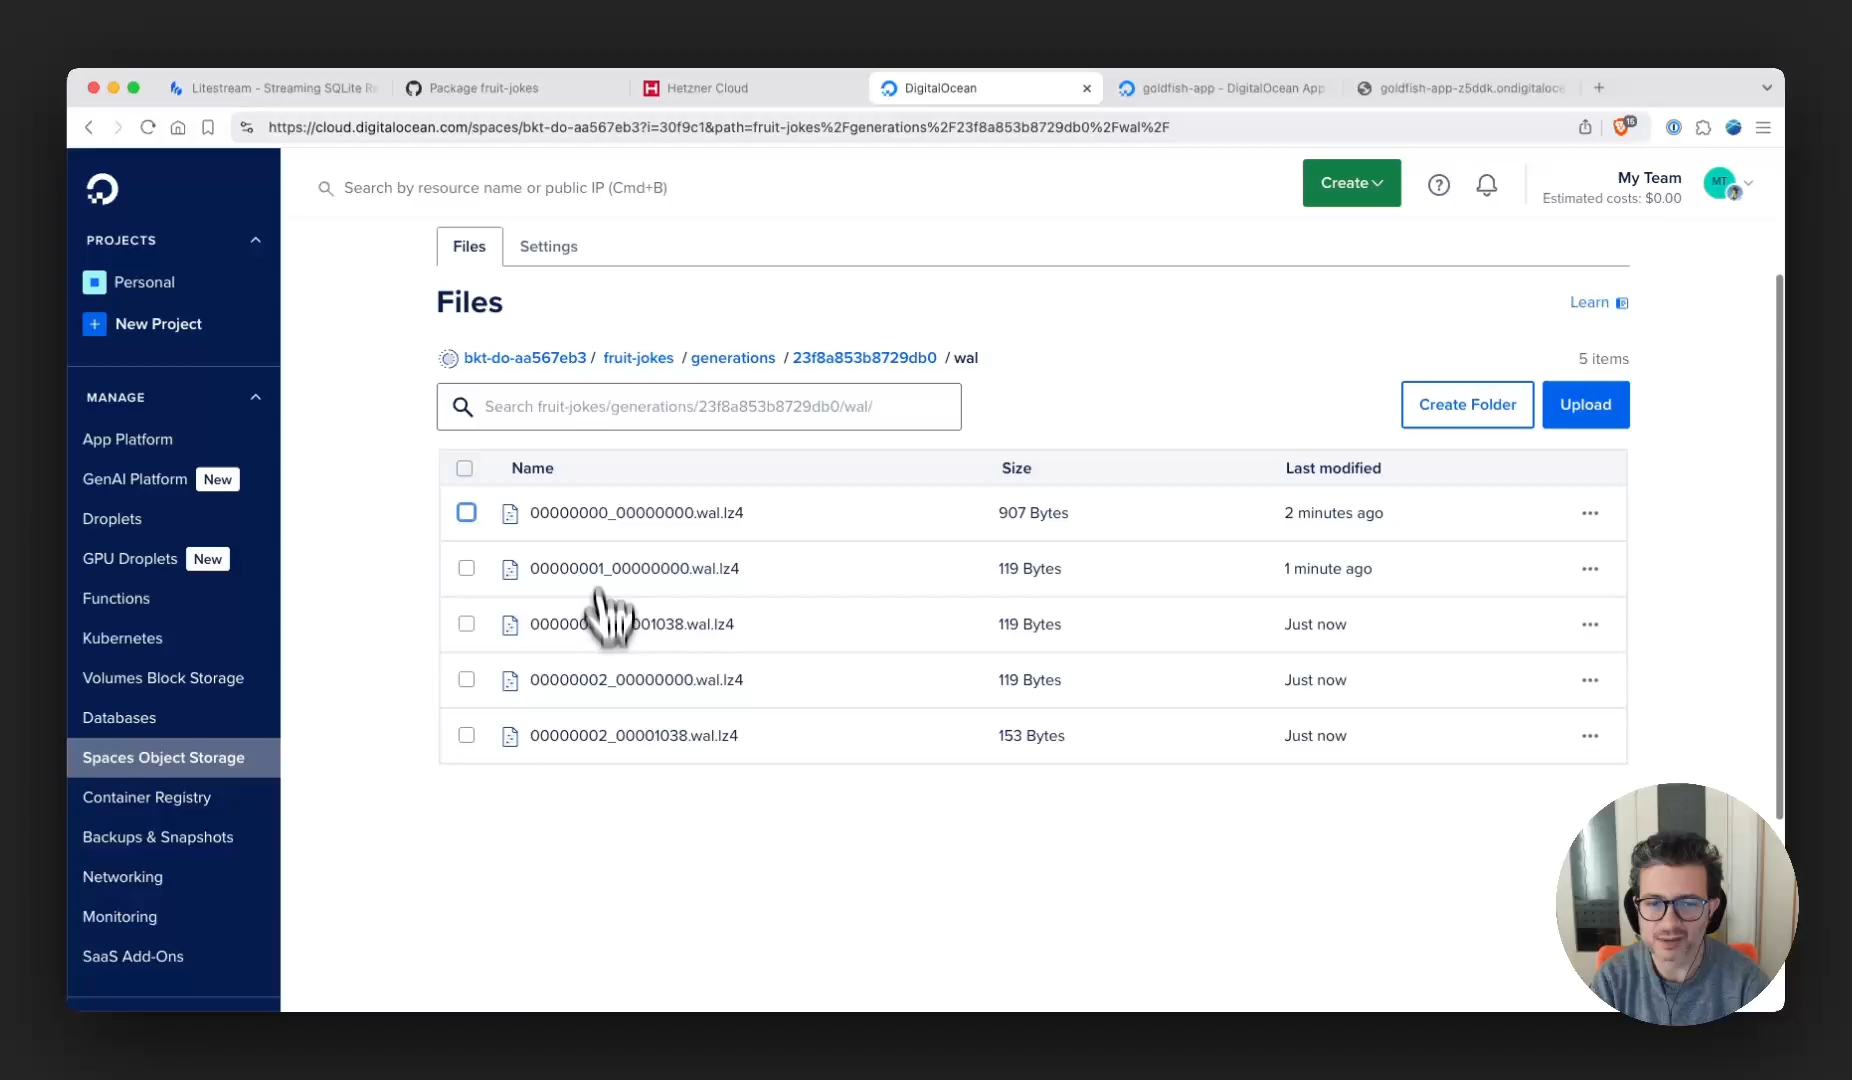 Litestream - Streaming SQLite Re
Package fruit-jokes
Hetzner Cloud
DigitalOcean
goldfish-app - DigitalOcean App
goldfish-app-z5ddk.ondigitaloce
https://cloud.digitalocean.com/spaces/bkt-do-aa567eb3?i=30f9c1&path=fruit-jokes%2Fgenerations%2F23f8a853b8729db0%2Fwal%2F
16
Search by resource name or public IP (Cmd+B)
Create
My Team
Estimated costs: $0.00
MT
PROJECTS
Personal
New Project
MANAGE
App Platform
GenAI Platform New
Droplets
GPU Droplets New
Functions
Kubernetes
Volumes Block Storage
Databases
Spaces Object Storage
Container Registry
Backups & Snapshots
Networking
Monitoring
SaaS Add-Ons
Files
Settings
Files
Learn
bkt-do-aa567eb3 / fruit-jokes / generations / 23f8a853b8729db0 / wal
5 items
Search fruit-jokes/generations/23f8a853b8729db0/wal/
Create Folder
Upload
Name Size Last modified
00000000_00000000.wal.lz4 907 Bytes 2 minutes ago
00000001_00000000.wal.lz4 119 Bytes 1 minute ago
001038.wal.lz4 119 Bytes Just now
00000002_00000000.wal.lz4 119 Bytes Just now
00000002_00001038.wal.lz4 153 Bytes Just now